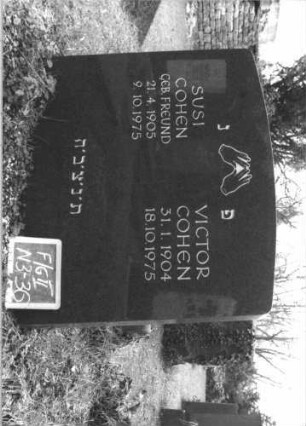 פ נ
VICTOR
COHEN
31.1.1904
18.10.1975
SUSI
COHEN
GEB. FREUND
21.4.1905
9.10.1975
ת׳נ׳צ׳ב׳ה
FIG II
N3-36